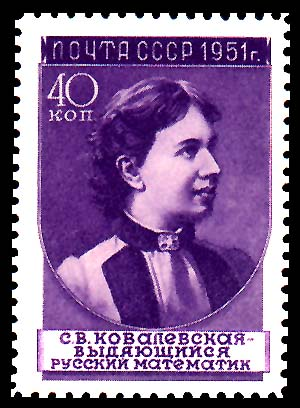 ПОЧТА СССР 1951г.
40
КОП.
С.В. КОВАЛЕВСКАЯ-
ВЫДАЮЩИЙСЯ
РУССКИЙ МАТЕМАТИК